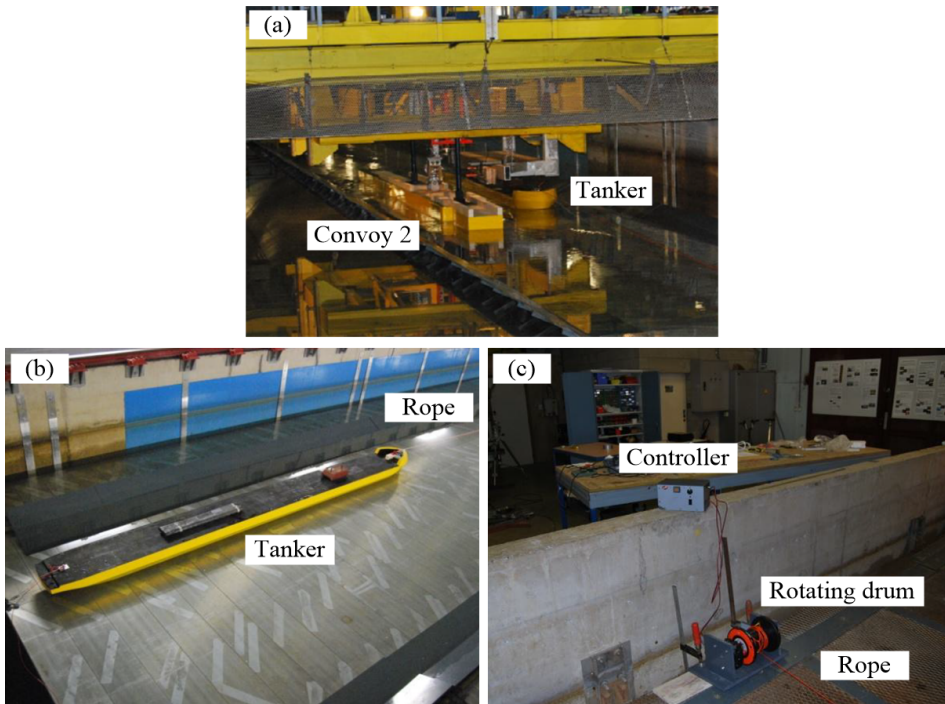 (a)
Tanker
Convoy 2
(b)
Rope
Tanker
(c)
Controller
Rotating drum
Rope